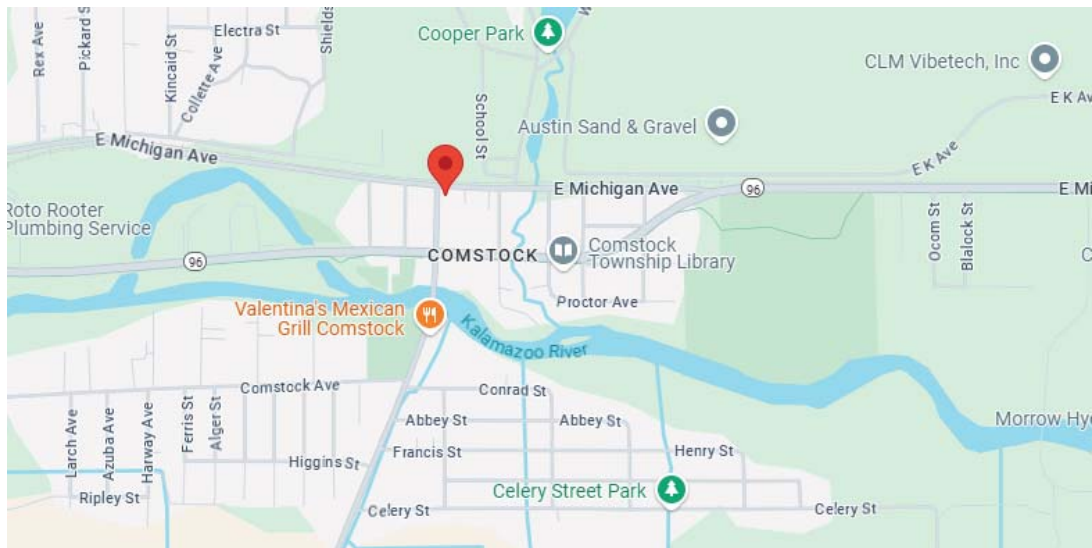 Rex Ave
Pickard S
Electra St
Kincaid St
Collette Ave
Shields
Cooper Park
W
CLM Vibetech, Inc
E K Av
School St
Austin Sand & Gravel
E K Ave
E Michigan Ave
E Michigan Ave
96
E Mi
Roto Rooter
Plumbing Service
96
COMSTOCK
Comstock
Township Library
Ocom St
Blalock St
C
Valentina's Mexican
Grill Comstock
Proctor Ave
Kalamazoo River
Comstock Ave
Conrad St
Larch Ave
Azuba Ave
Harway Ave
Ferris St
Alger St
Abbey St
Abbey St
Morrow Hy
Francis St
Henry St
Higgins St
Ripley St
Celery Street Park
Celery St
Celery St